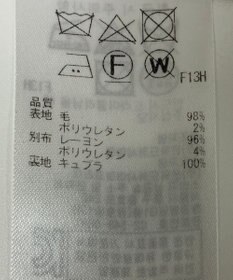 F W
F13H
品質
表地 毛 98%
ポリウレタン 2%
別布 レーヨン 96%
ポリウレタン 4%
裏地 キュプラ 100%